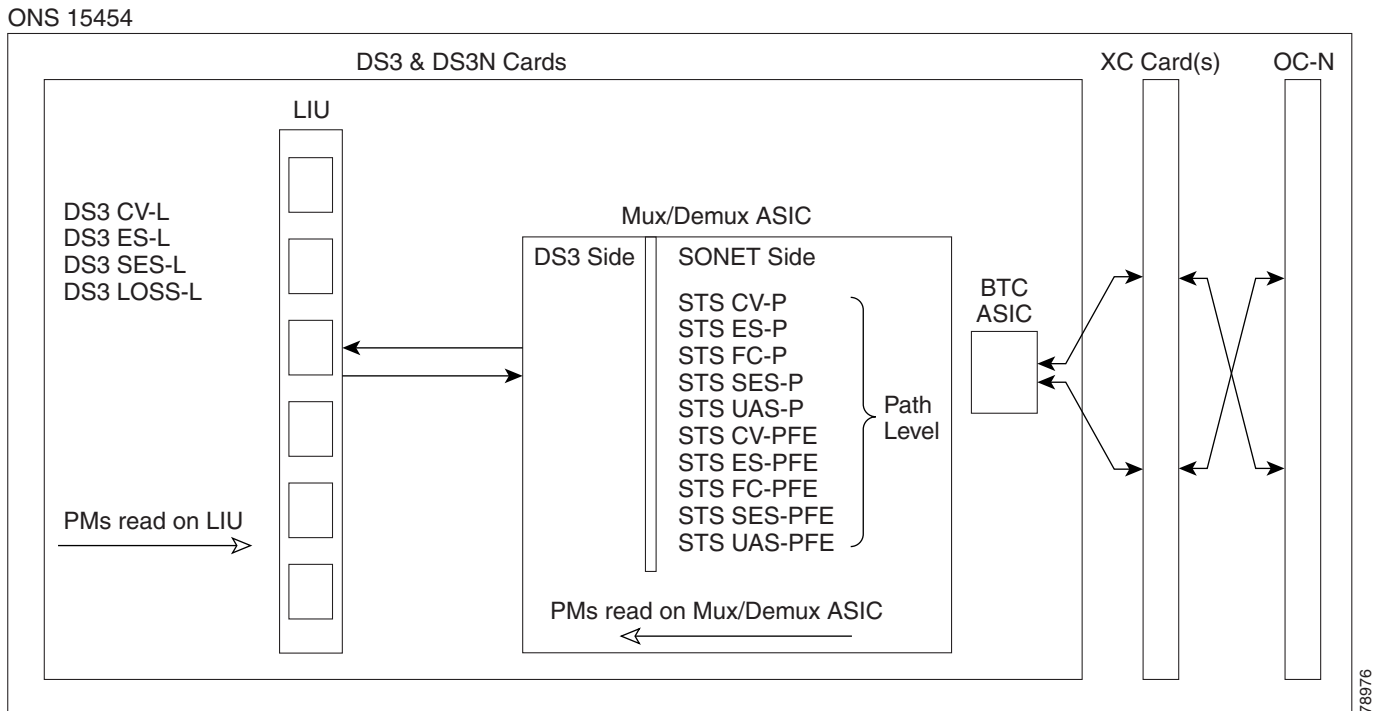 ONS 15454
DS3 & DS3N Cards
XC Card(s)
OC-N
LIU
DS3 CV-L
DS3 ES-L
DS3 SES-L
DS3 LOSS-L
PMs read on LIU
Mux/Demux ASIC
DS3 Side
SONET Side
STS CV-P
STS ES-P
STS FC-P
STS SES-P
STS UAS-P
STS CV-PFE
STS ES-PFE
STS FC-PFE
STS SES-PFE
STS UAS-PFE
Path
Level
PMs read on Mux/Demux ASIC
BTC
ASIC
78976